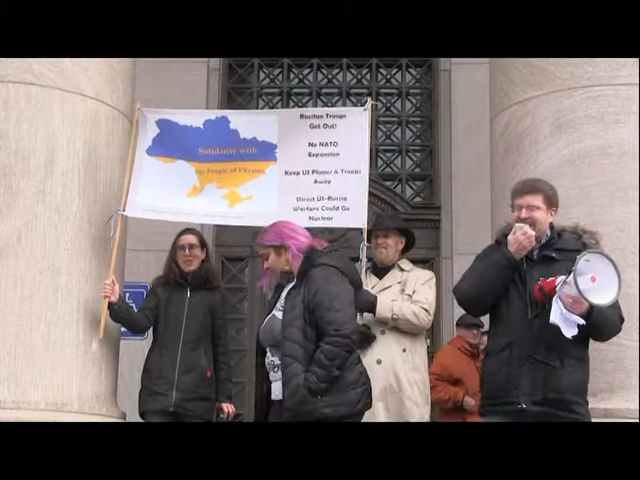 Solidarity with
the People of Ukraine
Russian Troops
Get Out!
No NATO
Expansion
Keep US Planes & Troops
Away
Direct US-Russia
Warfare Could Go
Nuclear